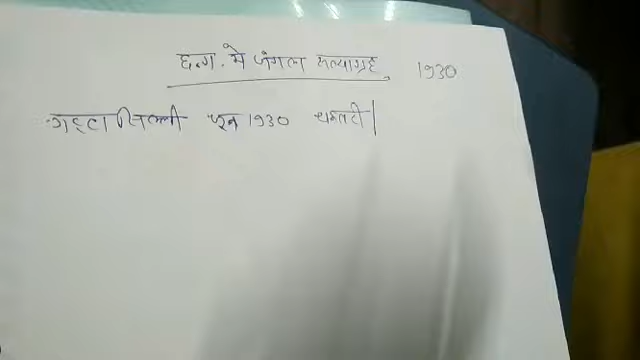 छ.ग. मे जंगल सत्याग्रह, 1930
गट्टासिल्ली जून 1930 धमतरी|